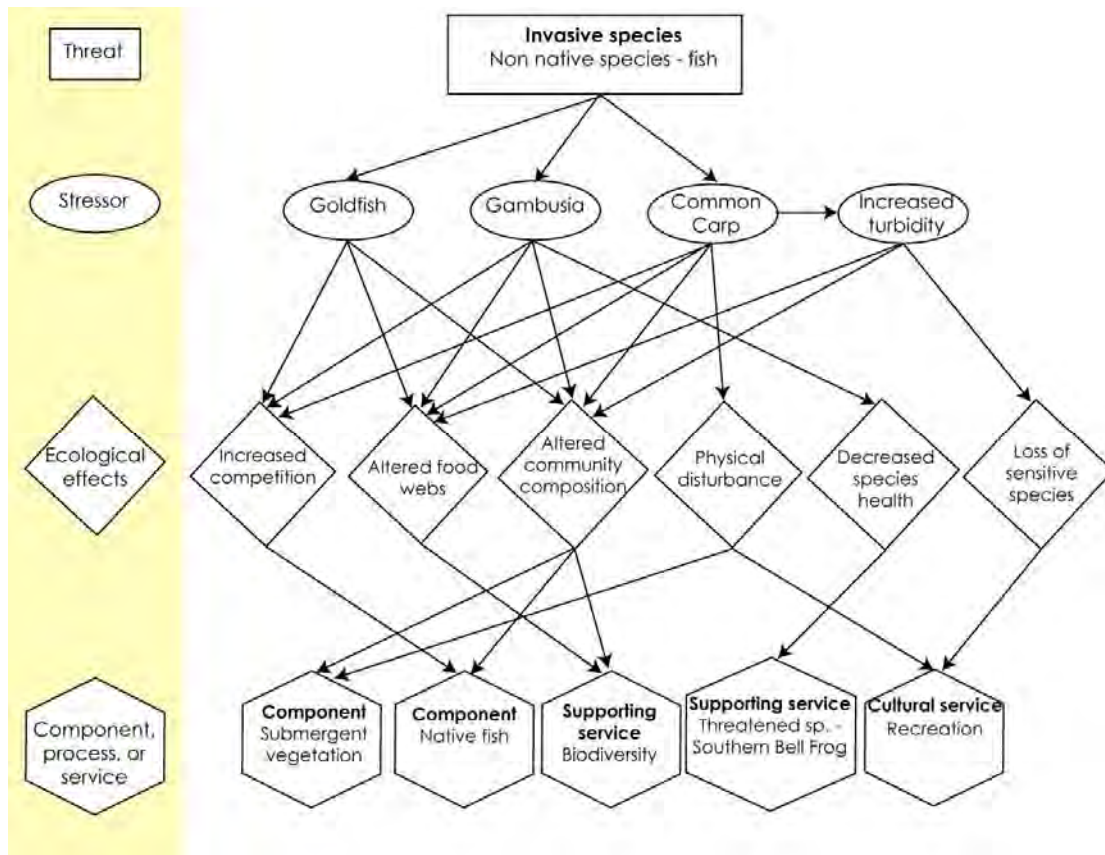 Threat
Invasive species
Non native species - fish
Stressor
Goldfish
Gambusia
Common
Carp
Increased
turbidity
Ecological
effects
Increased
competition
Altered food
webs
Altered
community
composition
Physical
disturbance
Decreased
species
health
Loss of
sensitive
species
Component,
process, or
service
Component
Submergent
vegetation
Component
Native fish
Supporting
service
Biodiversity
Supporting service
Threatened sp. -
Southern Bell Frog
Cultural service
Recreation